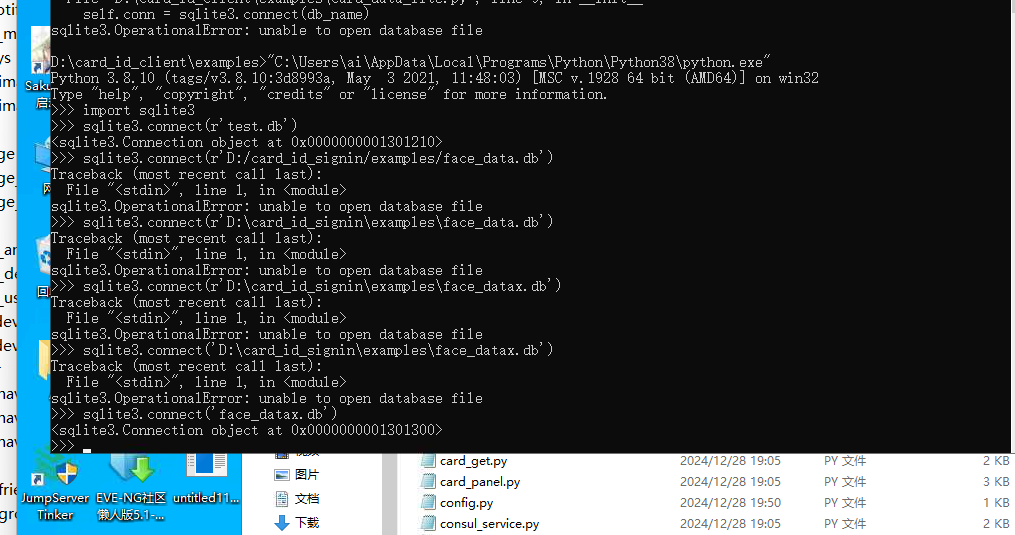 File "D:\card_id_client\examples\card_data_lite.py", line 9, in __init__
self.conn = sqlite3.connect(db_name)
sqlite3.OperationalError: unable to open database file
D:\card_id_client\examples>"C:\Users\ai\AppData\Local\Programs\Python\Python38\python.exe"
Python 3.8.10 (tags/v3.8.10:3d8993a, May  3 2021, 11:48:03) [MSC v.1928 64 bit (AMD64)] on win32
Type "help", "copyright", "credits" or "license" for more information.
>>> import sqlite3
>>> sqlite3.connect(r'test.db')
<sqlite3.Connection object at 0x0000000001301210>
>>> sqlite3.connect(r'D:/card_id_signin/examples/face_data.db')
Traceback (most recent call last):
  File "<stdin>", line 1, in <module>
sqlite3.OperationalError: unable to open database file
>>> sqlite3.connect(r'D:\card_id_signin\examples\face_data.db')
Traceback (most recent call last):
  File "<stdin>", line 1, in <module>
sqlite3.OperationalError: unable to open database file
>>> sqlite3.connect(r'D:\card_id_signin\examples\face_datax.db')
Traceback (most recent call last):
  File "<stdin>", line 1, in <module>
sqlite3.OperationalError: unable to open database file
>>> sqlite3.connect('D:\card_id_signin\examples\face_datax.db')
Traceback (most recent call last):
  File "<stdin>", line 1, in <module>
sqlite3.OperationalError: unable to open database file
>>> sqlite3.connect('face_datax.db')
<sqlite3.Connection object at 0x0000000001301300>
>>>
JumpServer
Tinker
EVE-NG社区
懒人版5.1-...
untitled11...
视频
图片
文档
下载
card_get.py 2024/12/28 19:05 PY 文件 2 KB
card_panel.py 2024/12/28 19:05 PY 文件 3 KB
config.py 2024/12/28 19:50 PY 文件 1 KB
consul_service.py 2024/12/28 19:05 PY 文件 2 KB